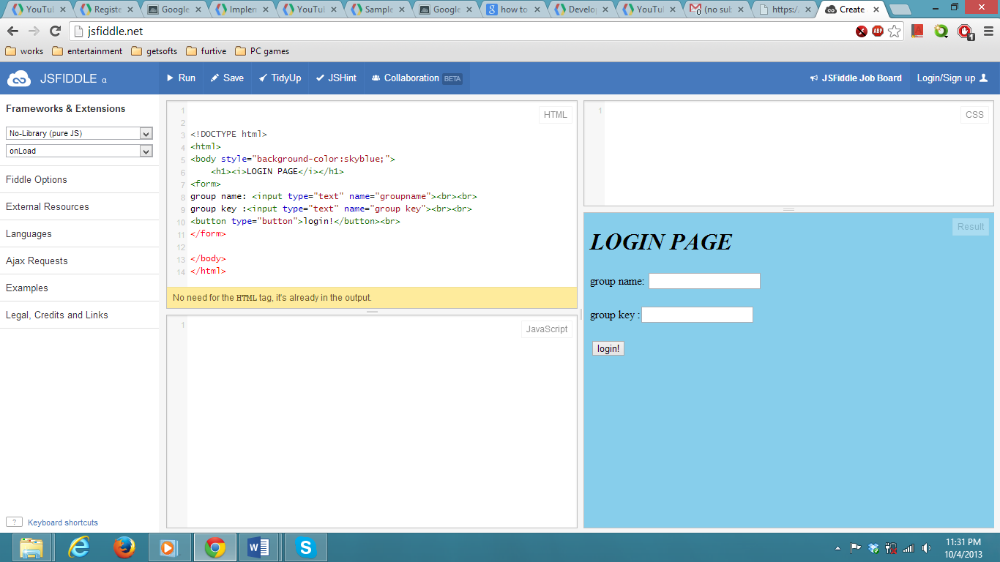 YouTul
Registe
Google
Implen
YouTul
Sample
Google
how to
Develo
YouTul
(no sub
https:/
Create
jsfiddle.net
ABP
1
works
entertainment
getsofts
furtive
PC games
JSFIDDLE α
Run
Save
TidyUp
JSHint
Collaboration BETA
JSFiddle Job Board
Login/Sign up
Frameworks & Extensions
No-Library (pure JS)
onLoad
Fiddle Options
External Resources
Languages
Ajax Requests
Examples
Legal, Credits and Links
? Keyboard shortcuts
HTML
1
2
3 <!DOCTYPE html>
4 <html>
5 <body style="background-color:skyblue;">
6 <h1><i>LOGIN PAGE</i></h1>
7 <form>
8 group name: <input type="text" name="groupname"><br><br>
9 group key :<input type="text" name="group key"><br><br>
10 <button type="button">login!</button><br>
11 </form>
12
13 </body>
14 </html>
No need for the HTML tag, it's already in the output.
1
JavaScript
1
CSS
Result
LOGIN PAGE
group name:
group key :
login!
11:31 PM
10/4/2013